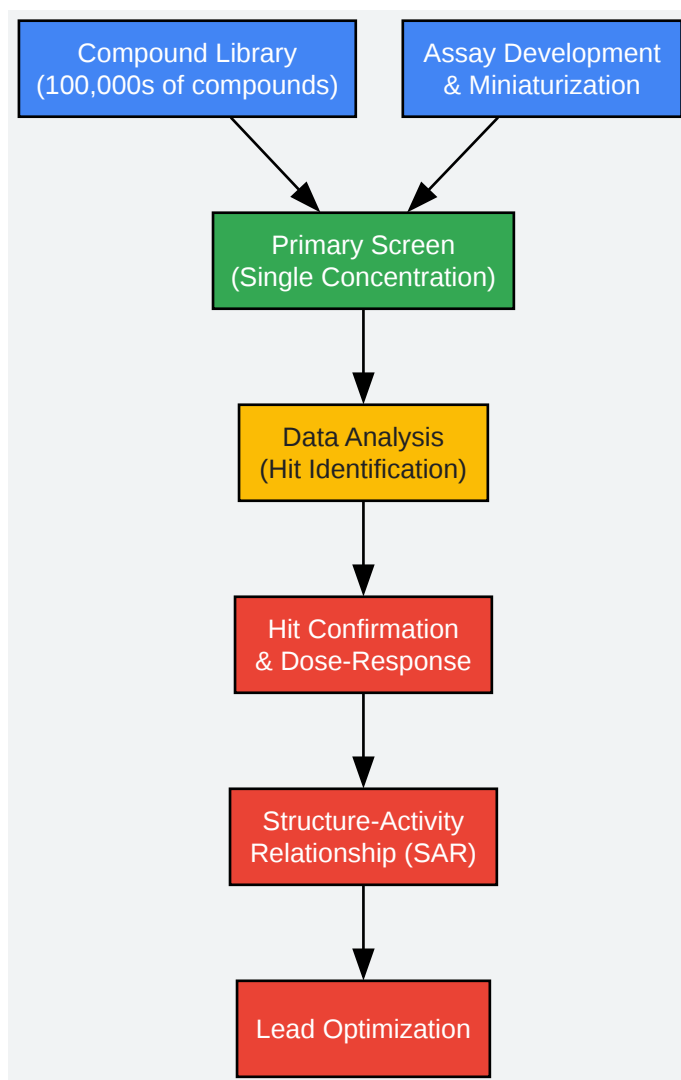 Compound Library
(100,000s of compounds)
Assay Development
& Miniaturization
Primary Screen
(Single Concentration)
Data Analysis
(Hit Identification)
Hit Confirmation
& Dose-Response
Structure-Activity
Relationship (SAR)
Lead Optimization